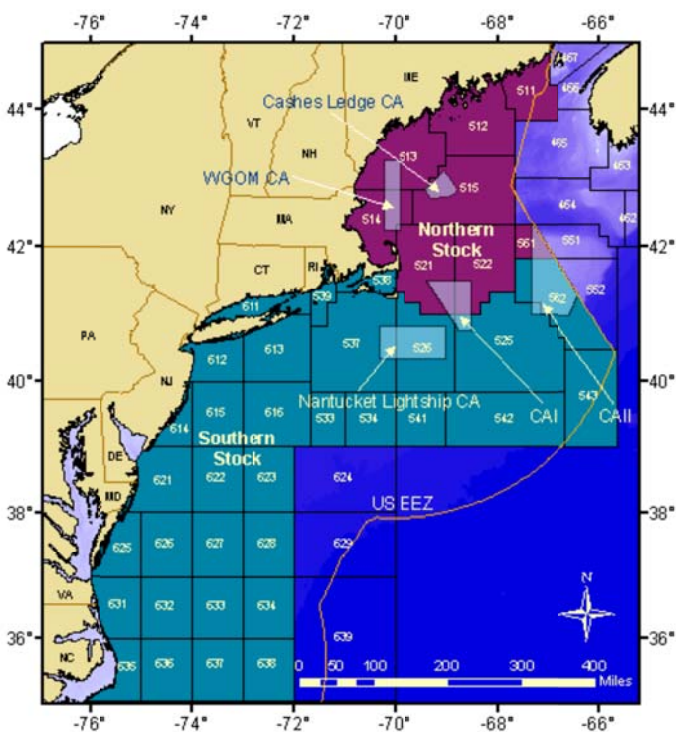 -76° -74° -72° -70° -68° -66°
44°
42°
40°
38°
36°
467
ME
511
466
Cashes Ledge CA
VT
512
465
NH
513
463
WGOM CA
515
464
462
NY
MA
514
Northern
Stock
561
551
CT
RI
521
522
538
562
552
611
539
PA
537
526
525
612
613
NJ
Nantucket Lightship CA
CAI
CAII
543
615
616
533
534
541
542
614
Southern
Stock
DE
MD
621
622
623
624
US EEZ
625
626
627
628
629
N
VA
631
632
633
634
639
NC
635
636
637
638
0 50 100 200 300 400
Miles
44°
42°
40°
38°
36°
-76° -74° -72° -70° -68° -66°